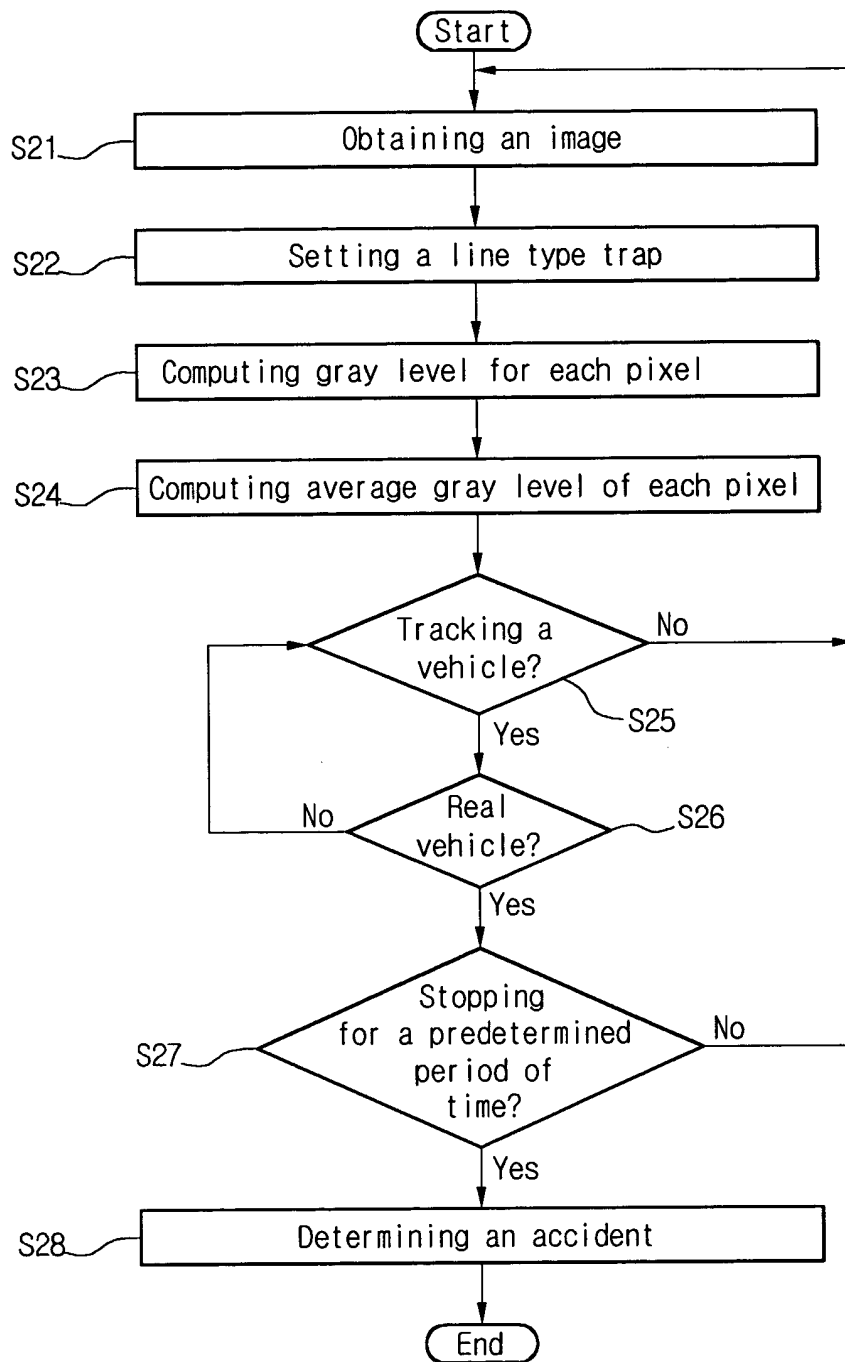 Start
S21
Obtaining an image
S22
Setting a line type trap
S23
Computing gray level for each pixel
S24
Computing average gray level of each pixel
Tracking a
vehicle?
No
S25
Yes
Real
vehicle?
No
S26
Yes
Stopping
for a predetermined
period of
time?
No
S27
Yes
S28
Determining an accident
End